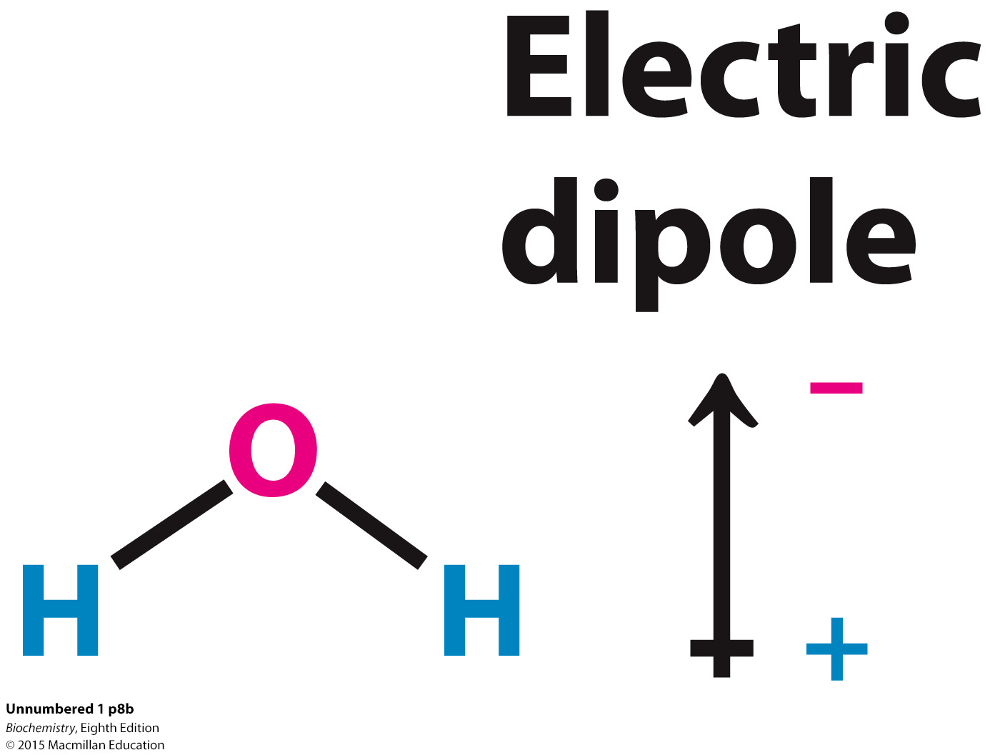 Electric
dipole
−
O
H H
+
Unnumbered 1 p8b
Biochemistry, Eighth Edition
© 2015 Macmillan Education